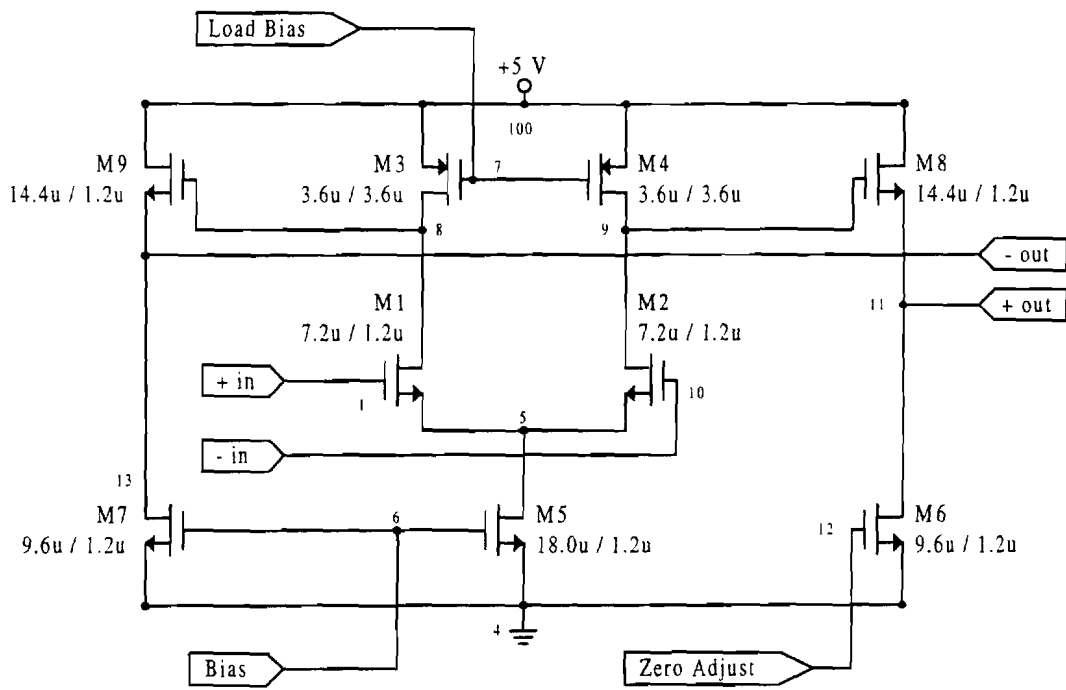 Load Bias
+5 V
100
M9
14.4u / 1.2u
M3
3.6u / 3.6u
7
M4
3.6u / 3.6u
M8
14.4u / 1.2u
8
9
- out
+ out
11
M1
7.2u / 1.2u
M2
7.2u / 1.2u
+ in
1
10
5
- in
13
M7
9.6u / 1.2u
6
M5
18.0u / 1.2u
12
M6
9.6u / 1.2u
4
Bias
Zero Adjust